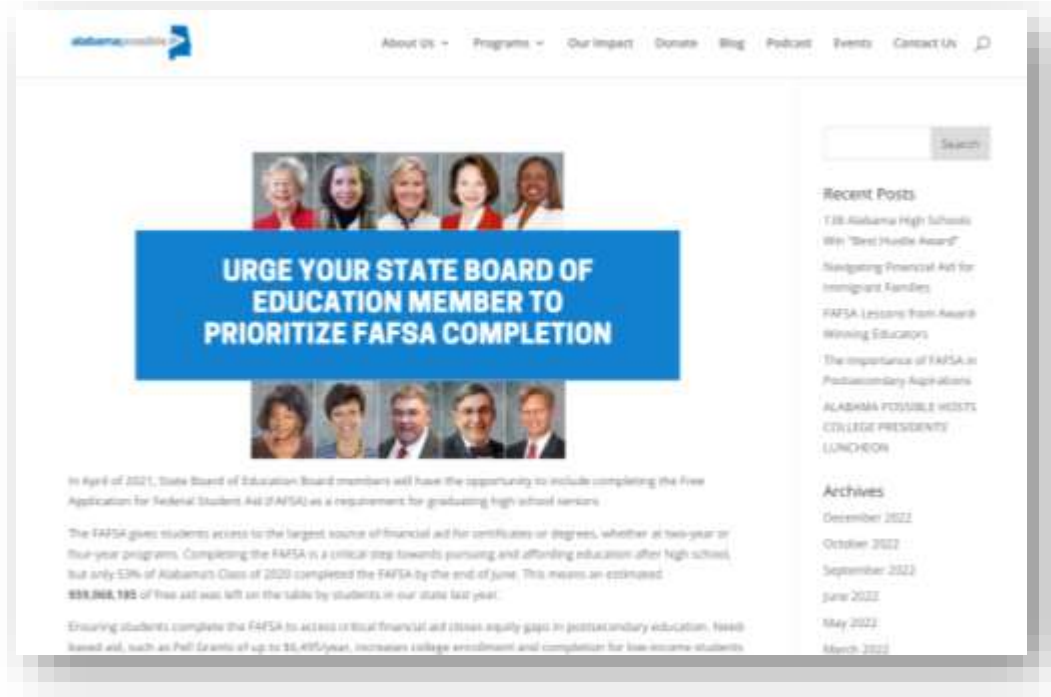 alabamapossible
About Us Programs Our Impact Donate Blog Podcast Events Contact Us
URGE YOUR STATE BOARD OF
EDUCATION MEMBER TO
PRIORITIZE FAFSA COMPLETION
In April of 2021, State Board of Education Board members will have the opportunity to include completing the Free
Application for Federal Student Aid (FAFSA) as a requirement for graduating high school seniors.
The FAFSA gives students access to the largest source of financial aid for certificates or degrees, whether at two-year or
four-year programs. Completing the FAFSA is a critical step towards pursuing and affording education after high school,
but only 53% of Alabama's Class of 2020 completed the FAFSA by the end of June. This means an estimated
of free aid was left on the table by students in our state last year.
Ensuring students complete the FAFSA to access critical financial aid closes equity gaps in postsecondary education. Need-
based aid, such as Pell Grants of up to $6,495/year, increases college enrollment and completion for low-income students
Search
Recent Posts
138 Alabama High Schools
Win "Best Hustle Award"
Navigating Financial Aid for
Immigrant Families
FAFSA Lessons from Award-
Winning Educators
The Importance of FAFSA in
Postsecondary Aspirations
ALABAMA POSSIBLE HOSTS
COLLEGE PRESIDENTS'
LUNCHEON
Archives
December 2022
October 2022
September 2022
June 2022
May 2022
March 2022